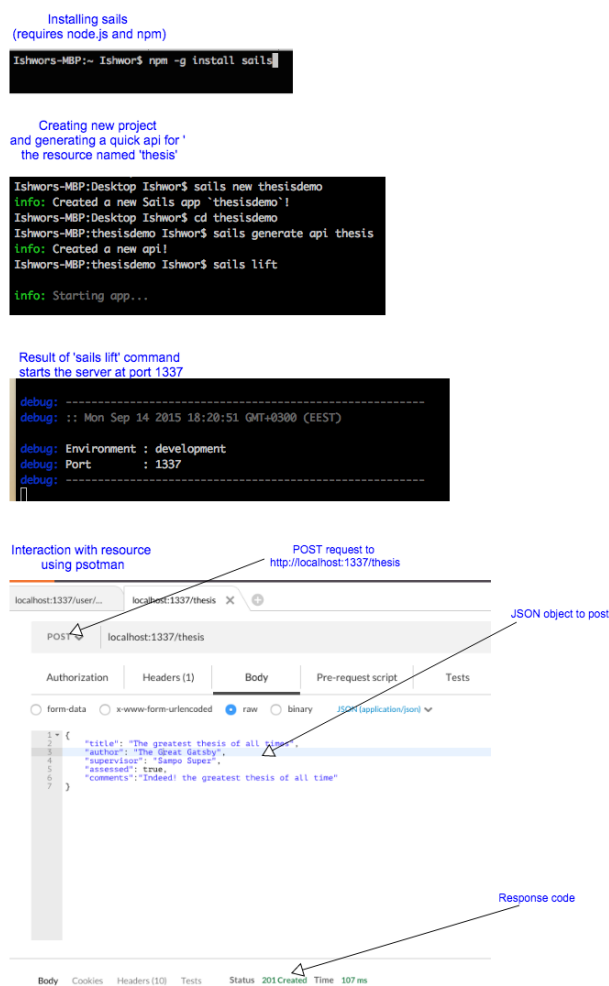 Installing sails
(requires node.js and npm)
Ishwors-MBP:~ Ishwor$ npm -g install sails
Creating new project
and generating a quick api for '
the resource named 'thesis'
Ishwors-MBP:Desktop Ishwor$ sails new thesisdemo
info: Created a new Sails app `thesisdemo`!
Ishwors-MBP:Desktop Ishwor$ cd thesisdemo
Ishwors-MBP:thesisdemo Ishwor$ sails generate api thesis
info: Created a new api!
Ishwors-MBP:thesisdemo Ishwor$ sails lift
info: Starting app...
Result of 'sails lift' command
starts the server at port 1337
debug: --------------------------------------------------------
debug: :: Mon Sep 14 2015 18:20:51 GMT+0300 (EEST)
debug: Environment : development
debug: Port : 1337
debug: --------------------------------------------------------
Interaction with resource
using psotman
POST request to
http://localhost:1337/thesis
localhost:1337/user/... localhost:1337/thesis
JSON object to post
POST localhost:1337/thesis
Authorization Headers (1) Body Pre-request script Tests
form-data x-www-form-urlencoded raw binary JSON (application/json)
1 {
2 "title": "The greatest thesis of all times",
3 "author": "The Great Gatsby",
4 "supervisor": "Sampo Super",
5 "assessed": true,
6 "comments":"Indeed! the greatest thesis of all time"
7 }
Response code
Body Cookies Headers (10) Tests Status 201 Created Time 107 ms